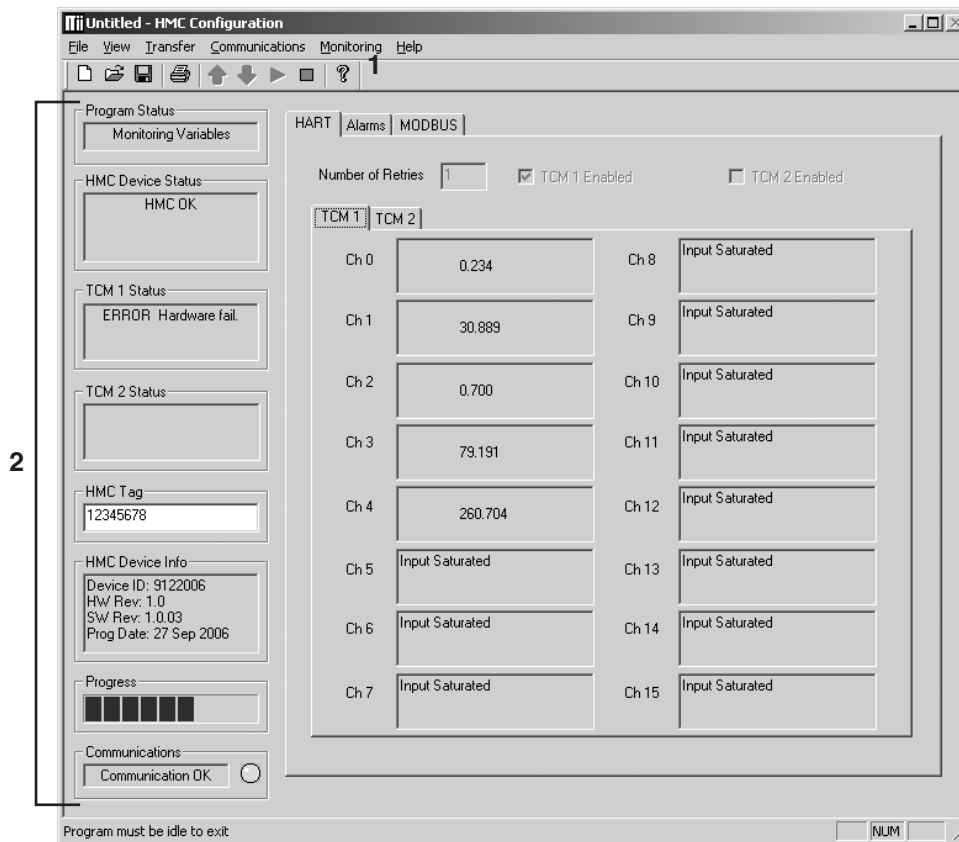 Untitled - HMC Configuration
File View Transfer Communications Monitoring Help
1
2
Program Status
Monitoring Variables
HMC Device Status
HMC OK
TCM 1 Status
ERROR Hardware fail.
TCM 2 Status
HMC Tag
12345678
HMC Device Info
Device ID: 9122006
HW Rev: 1.0
SW Rev: 1.0.03
Prog Date: 27 Sep 2006
Progress
Communications
Communication OK
HART Alarms MODBUS
Number of Retries 1 TCM 1 Enabled TCM 2 Enabled
TCM 1 TCM 2
Ch 0 0.234 Ch 8 Input Saturated
Ch 1 30.889 Ch 9 Input Saturated
Ch 2 0.700 Ch 10 Input Saturated
Ch 3 79.191 Ch 11 Input Saturated
Ch 4 260.704 Ch 12 Input Saturated
Ch 5 Input Saturated Ch 13 Input Saturated
Ch 6 Input Saturated Ch 14 Input Saturated
Ch 7 Input Saturated Ch 15 Input Saturated
Program must be idle to exit NUM